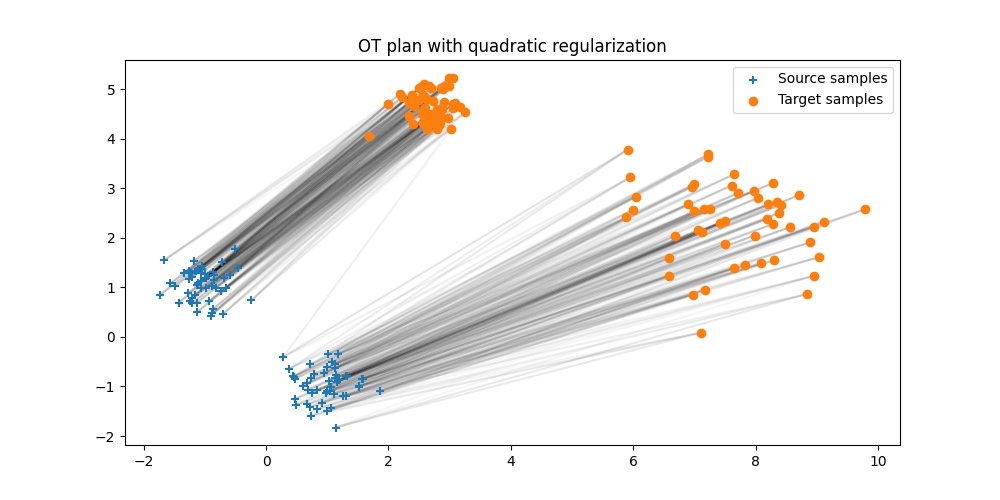 OT plan with quadratic regularization
Source samples
Target samples
5
4
3
2
1
0
−1
−2
−2 0 2 4 6 8 10